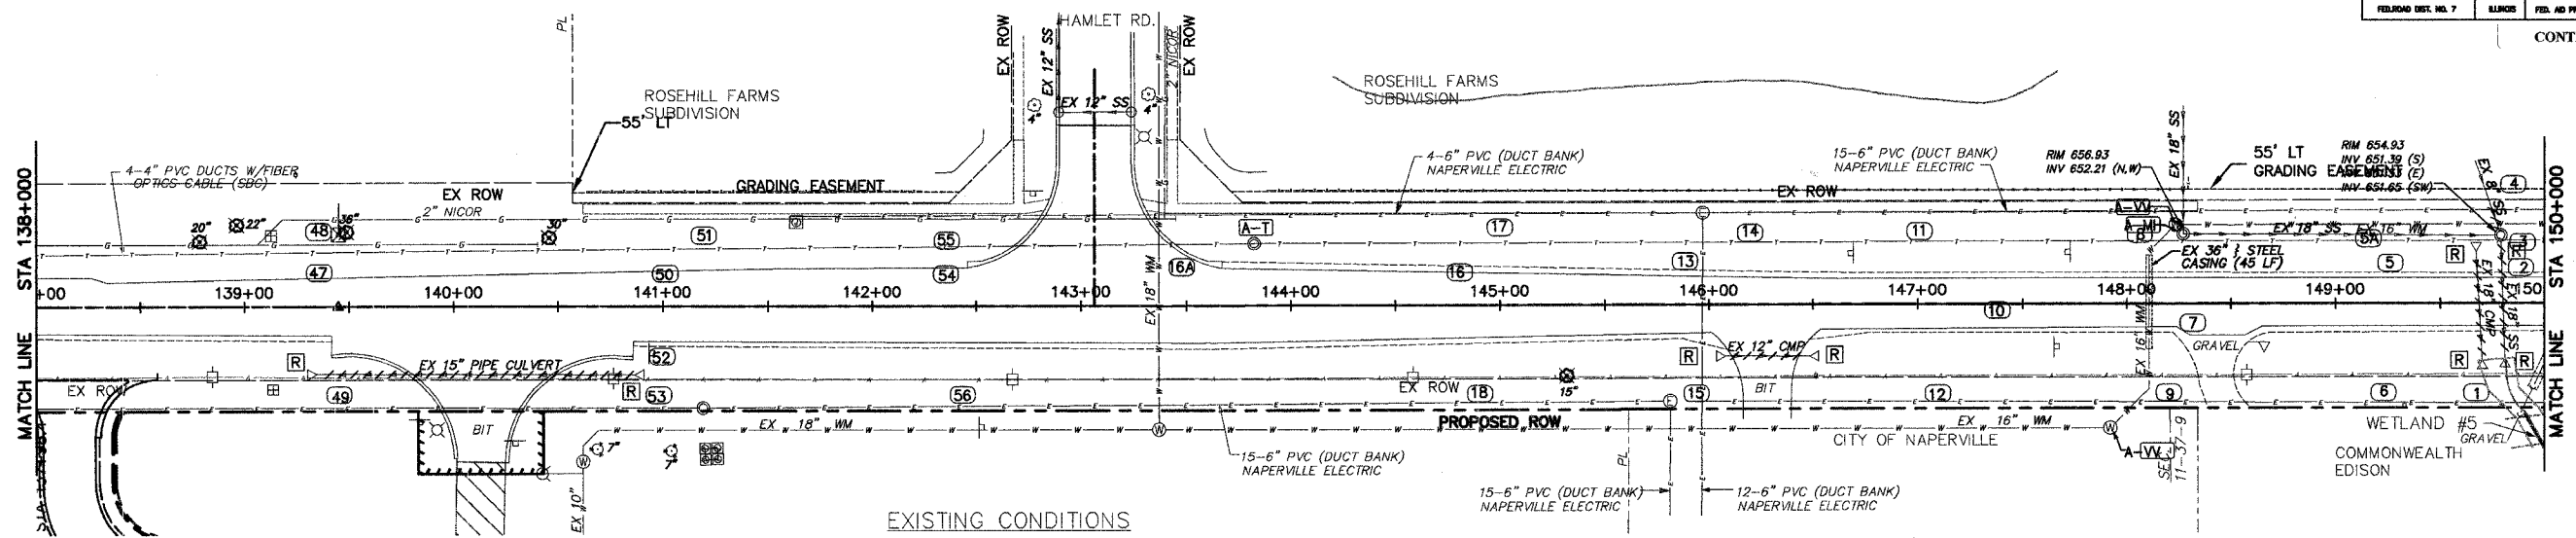 FED.ROAD DIST. NO. 7
ILLINOIS
FED. AID PR
CONT
PL
EX ROW
EX 12" SS
HAMLET RD.
2" NICOR
EX ROW
ROSEHILL FARMS
SUBDIVISION
55' LT
4"
EX 12" SS
4"
ROSEHILL FARMS
SUBDIVISION
4-4" PVC DUCTS W/FIBER
OPTICS CABLE (SBC)
4-6" PVC (DUCT BANK)
NAPERVILLE ELECTRIC
15-6" PVC (DUCT BANK)
NAPERVILLE ELECTRIC
RIM 656.93
INV 652.21 (N,W)
EX 18" SS
55' LT
GRADING EASEMENT
RIM 654.93
INV 651.39 (S)
(E)
INV 651.65 (SW)
EX 8" SS
4
EX ROW
GRADING EASEMENT
EX ROW
2" NICOR
20"
22"
48
36"
30"
51
55
A-T
17
14
11
A-VV
A-MH
8
EX 18" SS
EX 16" WM
5A
3
STA 138+000
47
50
54
16A
16
13
EX 36" STEEL
CASING (45 LF)
5
R
R
2
STA 150+000
+00
139+00
140+00
141+00
142+00
143+00
144+00
145+00
146+00
147+00
148+00
149+00
150
EX 18" WM
10
7
EX 16" WM
EX 18" CMP
EX 18" SS
MATCH LINE
R
EX 15" PIPE CULVERT
52
R
EX 12" CMP
R
GRAVEL
R
R
MATCH LINE
EX ROW
49
R
53
56
EX ROW
18
15"
15
BIT
12
9
6
1
BIT
EX 18" WM
PROPOSED ROW
EX 16" WM
CITY OF NAPERVILLE
WETLAND #5
GRAVEL
7"
7"
15-6" PVC (DUCT BANK)
NAPERVILLE ELECTRIC
PL
A-VV
SEC
11-37-9
COMMONWEALTH
EDISON
EX 10"
15-6" PVC (DUCT BANK)
NAPERVILLE ELECTRIC
12-6" PVC (DUCT BANK)
NAPERVILLE ELECTRIC
EXISTING CONDITIONS